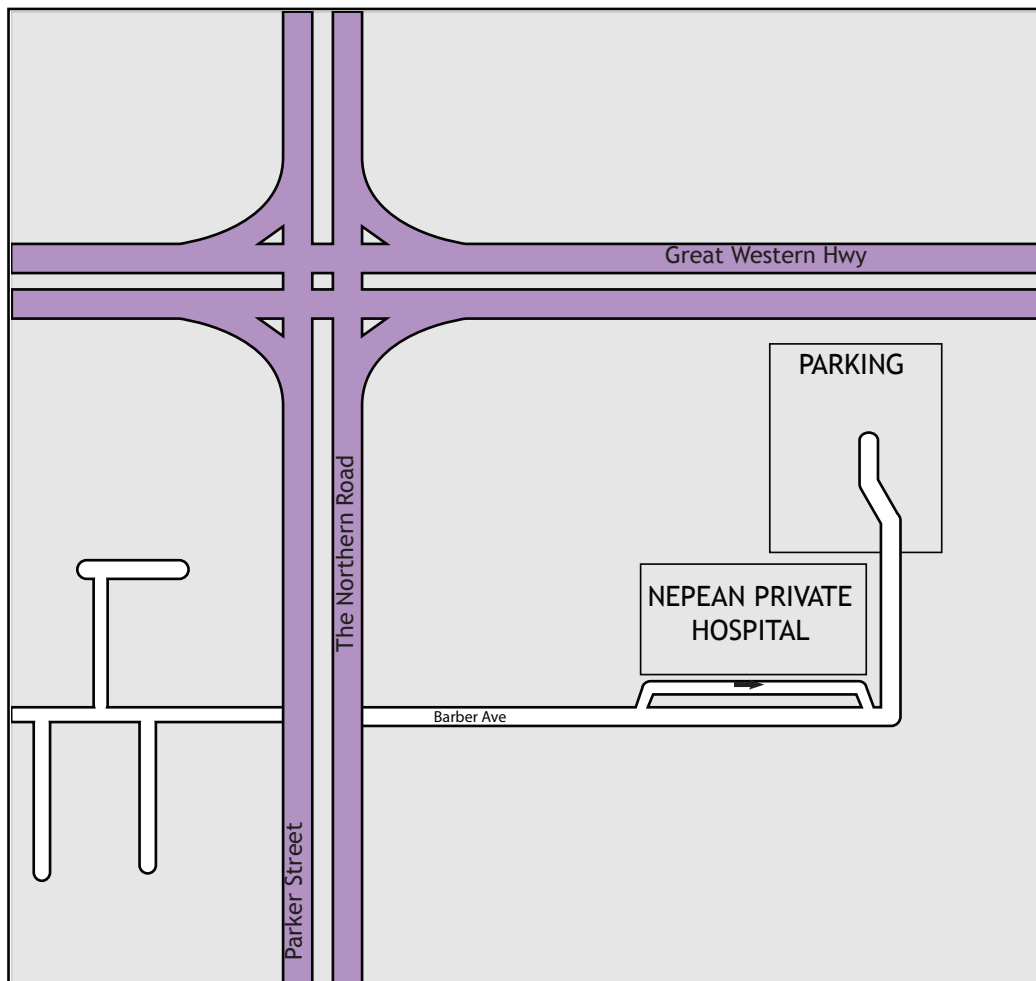 Great Western Hwy
PARKING
The Northern Road
NEPEAN PRIVATE
HOSPITAL
Barber Ave
Parker Street